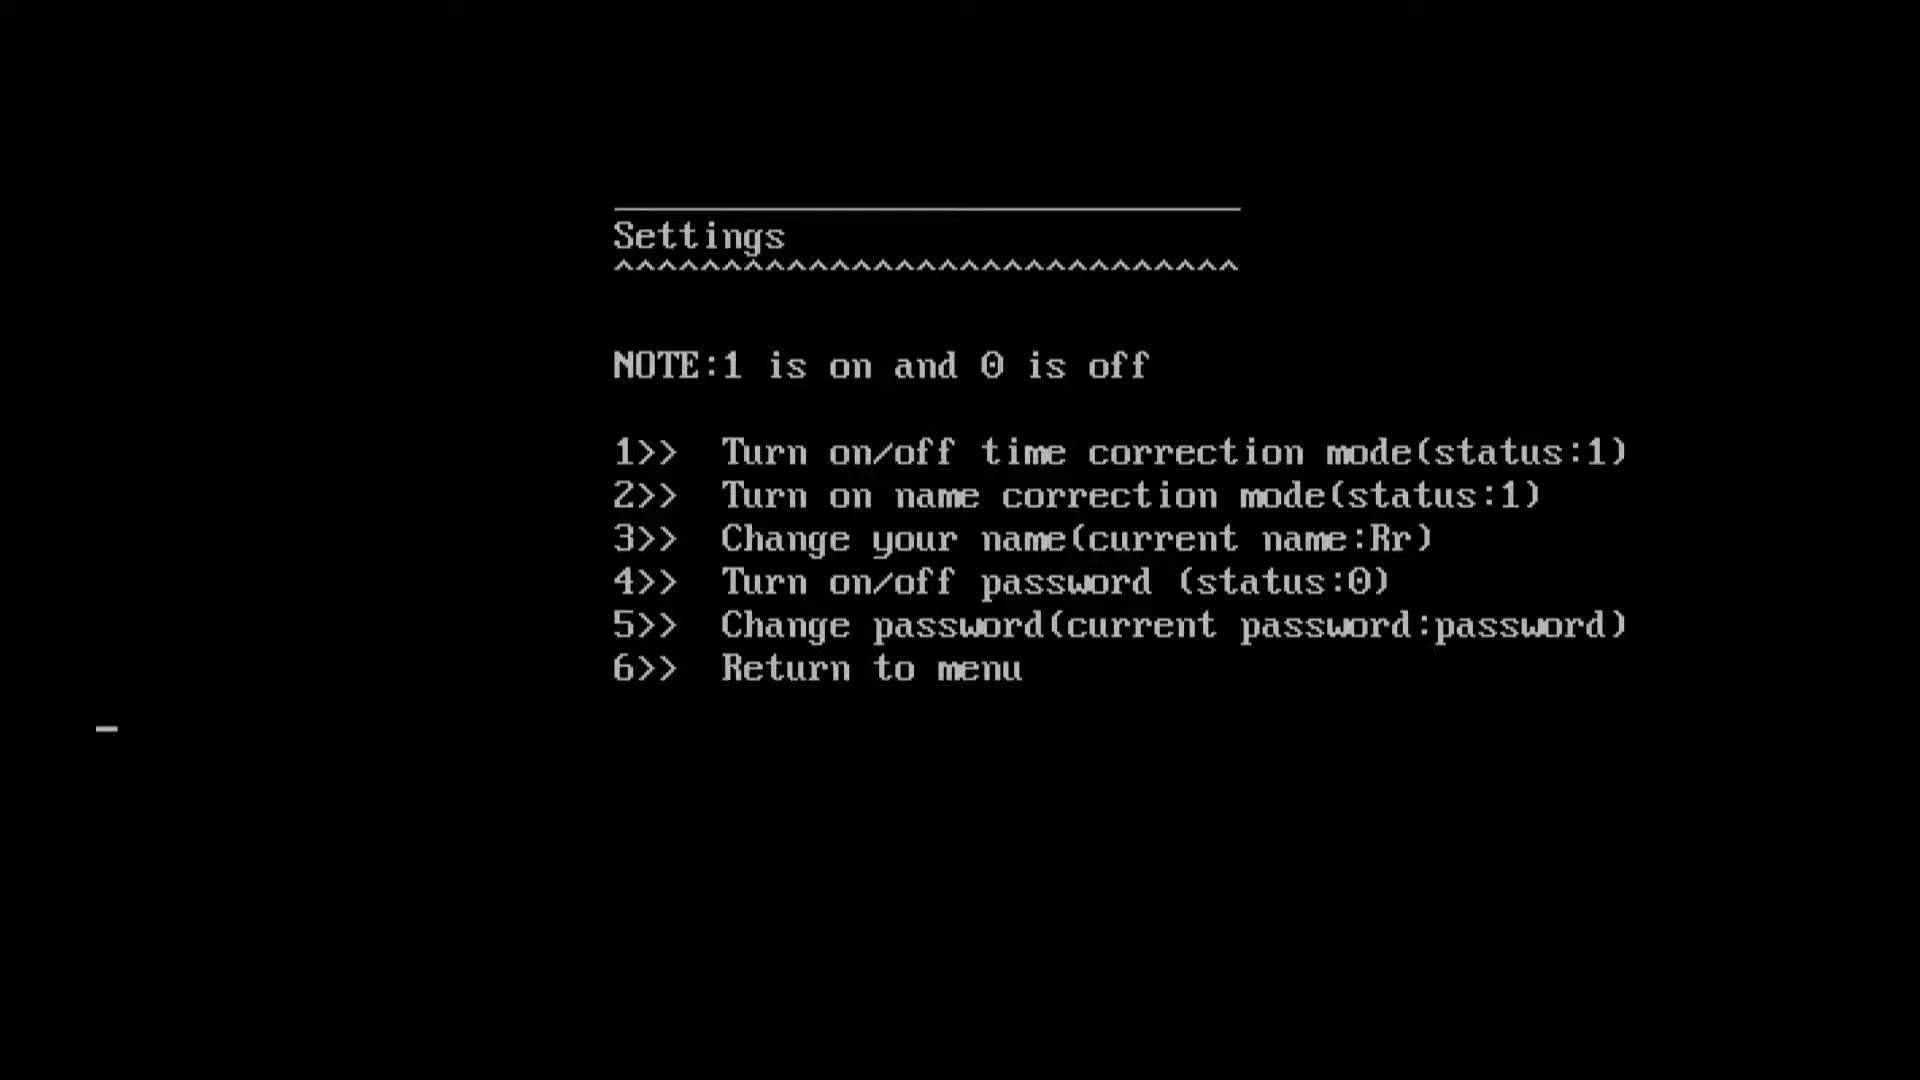 Settings
^^^^^^^^^^^^^^^^^^^^^^^^^^^^^
NOTE:1 is on and 0 is off
1>>  Turn on/off time correction mode(status:1)
2>>  Turn on name correction mode(status:1)
3>>  Change your name(current name:Rr)
4>>  Turn on/off password (status:0)
5>>  Change password(current password:password)
6>>  Return to menu
_